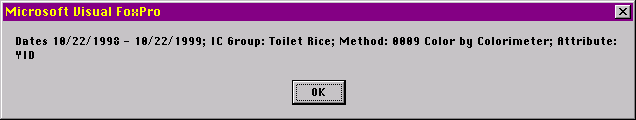 Microsoft Visual FoxPro
Dates 10/22/1998 - 10/22/1999; IC Group: Toilet Rice; Method: 0009 Color by Colorimeter; Attribute:
YID
OK